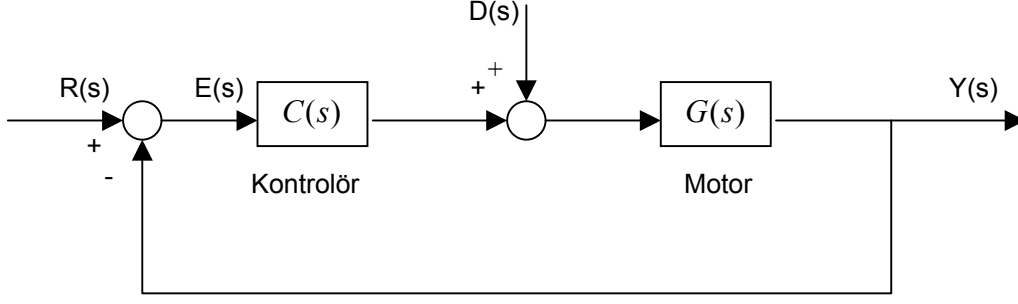 D(s)
+
+
R(s)
E(s)
C(s)
G(s)
Y(s)
+
-
Kontrolör
Motor